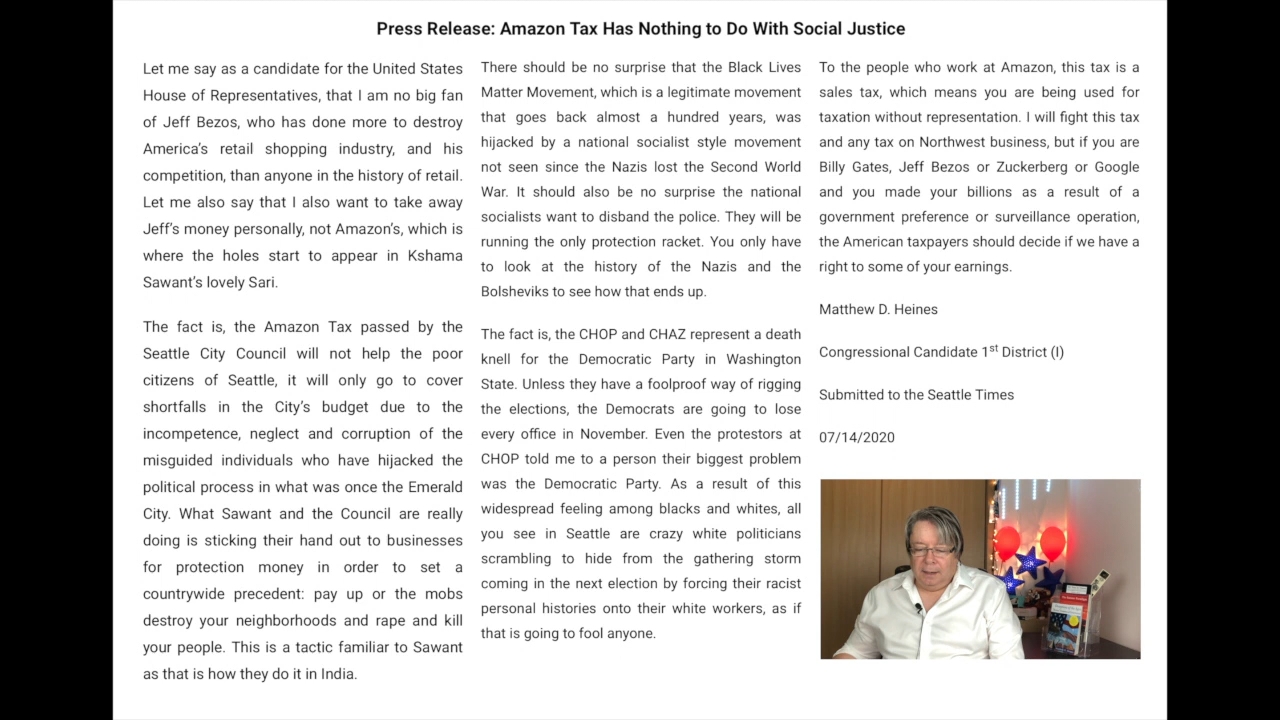 Press Release: Amazon Tax Has Nothing to Do With Social Justice
Let me say as a candidate for the United States
House of Representatives, that I am no big fan
of Jeff Bezos, who has done more to destroy
America's retail shopping industry, and his
competition, than anyone in the history of retail.
Let me also say that I also want to take away
Jeff's money personally, not Amazon's, which is
where the holes start to appear in Kshama
Sawant's lovely Sari.
The fact is, the Amazon Tax passed by the
Seattle City Council will not help the poor
citizens of Seattle, it will only go to cover
shortfalls in the City's budget due to the
incompetence, neglect and corruption of the
misguided individuals who have hijacked the
political process in what was once the Emerald
City. What Sawant and the Council are really
doing is sticking their hand out to businesses
for protection money in order to set a
countrywide precedent: pay up or the mobs
destroy your neighborhoods and rape and kill
your people. This is a tactic familiar to Sawant
as that is how they do it in India.
There should be no surprise that the Black Lives
Matter Movement, which is a legitimate movement
that goes back almost a hundred years, was
hijacked by a national socialist style movement
not seen since the Nazis lost the Second World
War. It should also be no surprise the national
socialists want to disband the police. They will be
running the only protection racket. You only have
to look at the history of the Nazis and the
Bolsheviks to see how that ends up.
The fact is, the CHOP and CHAZ represent a death
knell for the Democratic Party in Washington
State. Unless they have a foolproof way of rigging
the elections, the Democrats are going to lose
every office in November. Even the protestors at
CHOP told me to a person their biggest problem
was the Democratic Party. As a result of this
widespread feeling among blacks and whites, all
you see in Seattle are crazy white politicians
scrambling to hide from the gathering storm
coming in the next election by forcing their racist
personal histories onto their white workers, as if
that is going to fool anyone.
To the people who work at Amazon, this tax is a
sales tax, which means you are being used for
taxation without representation. I will fight this tax
and any tax on Northwest business, but if you are
Billy Gates, Jeff Bezos or Zuckerberg or Google
and you made your billions as a result of a
government preference or surveillance operation,
the American taxpayers should decide if we have a
right to some of your earnings.
Matthew D. Heines
Congressional Candidate 1st District (I)
Submitted to the Seattle Times
07/14/2020